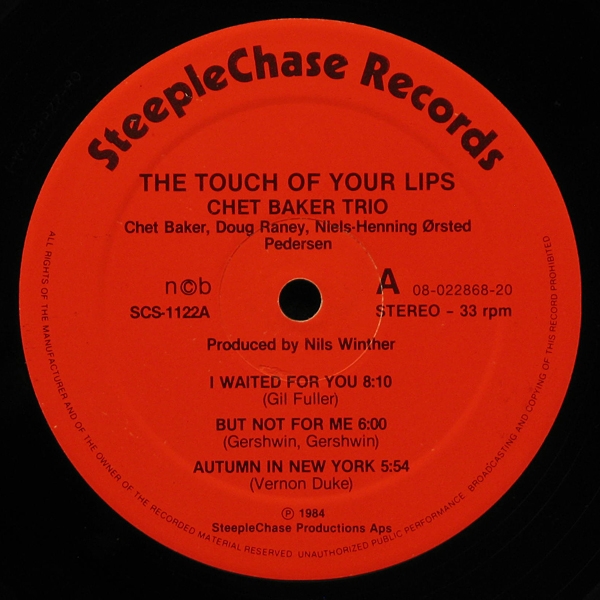 SteepleChase Records
THE TOUCH OF YOUR LIPS
CHET BAKER TRIO
Chet Baker, Doug Raney, Niels-Henning Ørsted
Pedersen
n©b
A 08-022868-20
SCS-1122A
STEREO - 33 rpm
Produced by Nils Winther
I WAITED FOR YOU 8:10
(Gil Fuller)
BUT NOT FOR ME 6:00
(Gershwin, Gershwin)
AUTUMN IN NEW YORK 5:54
(Vernon Duke)
℗ 1984
SteepleChase Productions Aps
ALL RIGHTS OF THE MANUFACTURER AND OF THE OWNER OF THE RECORDED MATERIAL RESERVED. UNAUTHORIZED PUBLIC PERFORMANCE BROADCASTING AND COPYING OF THIS RECORD PROHIBITED